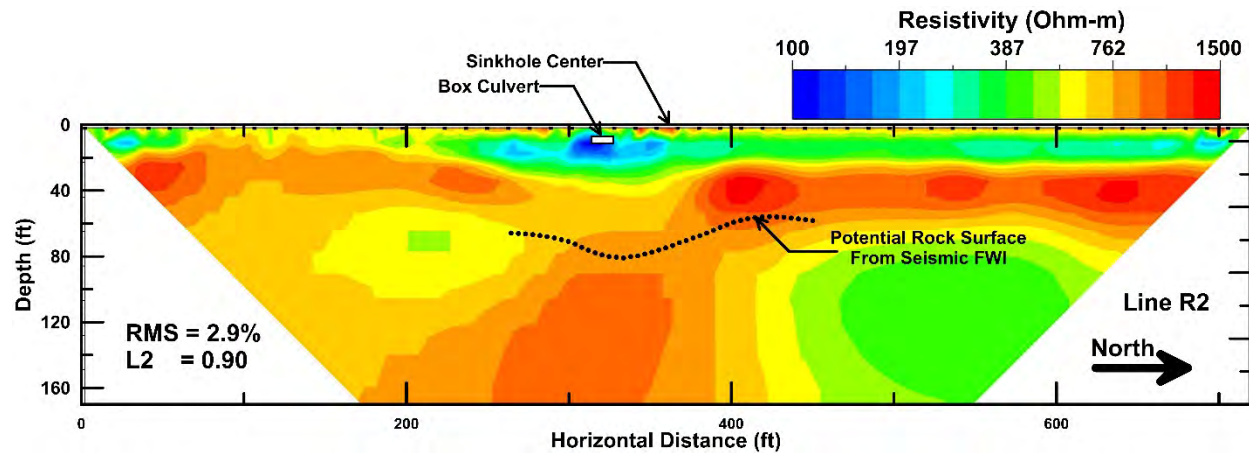 Resistivity (Ohm-m)
100 197 387 762 1500
Sinkhole Center
Box Culvert
0
40
80
120
160
Depth (ft)
Potential Rock Surface
From Seismic FWI
RMS = 2.9%
L2 = 0.90
Line R2
North
0 200 400 600
Horizontal Distance (ft)